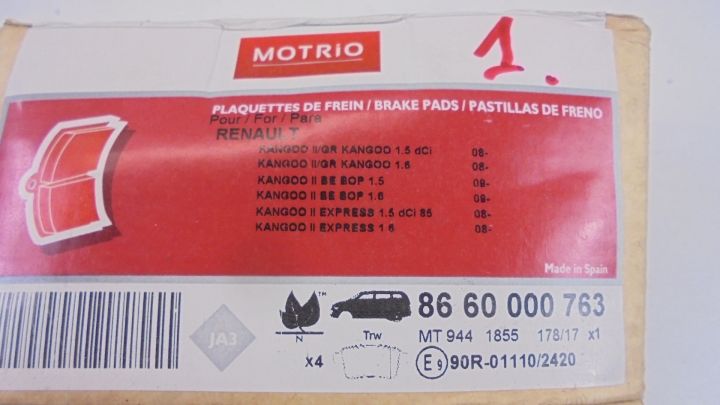 MOTRIO
1.
PLAQUETTES DE FREIN / BRAKE PADS / PASTILLAS DE FRENO
Pour / For / Para
RENAULT
KANGOO II/GR KANGOO 1.5 dCi 08-
KANGOO II/GR KANGOO 1.6 08-
KANGOO II BE BOP 1.5 08-
KANGOO II BE BOP 1.6 08-
KANGOO II EXPRESS 1.5 dCi 85 08-
KANGOO II EXPRESS 1 6 08-
Made in Spain
JA3
TM
N
86 60 000 763
x4
Trw
MT 944 1855 178/17 x1
E9 90R-01110/2420